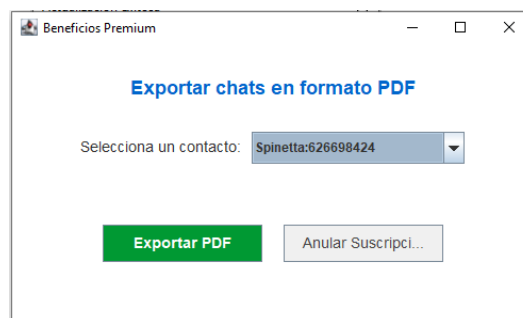 Beneficios Premium
Exportar chats en formato PDF
Selecciona un contacto: Spinetta:626698424
Exportar PDF Anular Suscripci...